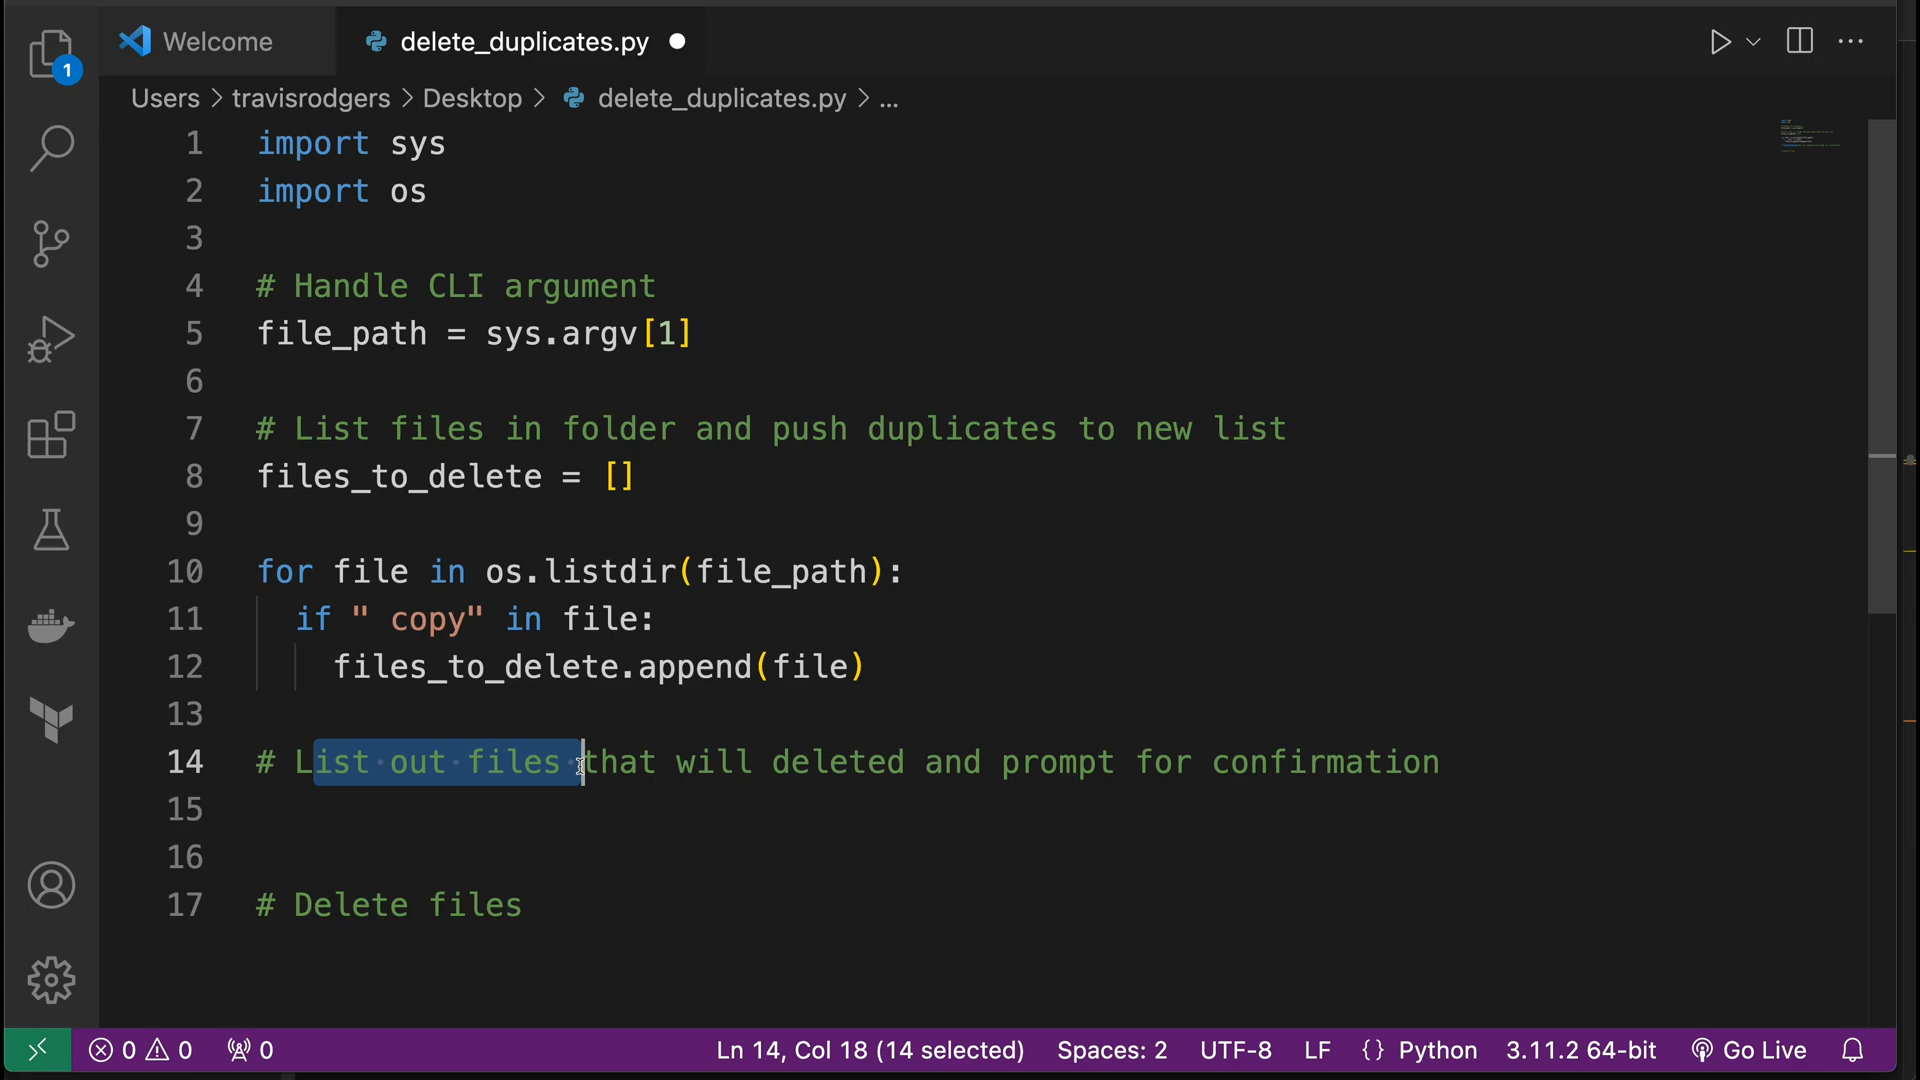 Welcome
delete_duplicates.py
1
Users > travisrodgers > Desktop > delete_duplicates.py > ...
1 import sys
2 import os
3
4 # Handle CLI argument
5 file_path = sys.argv[1]
6
7 # List files in folder and push duplicates to new list
8 files_to_delete = []
9
10 for file in os.listdir(file_path):
11 if " copy" in file:
12 files_to_delete.append(file)
13
14 # List out files that will deleted and prompt for confirmation
15
16
17 # Delete files
0 0 0 Ln 14, Col 18 (14 selected) Spaces: 2 UTF-8 LF {} Python 3.11.2 64-bit Go Live